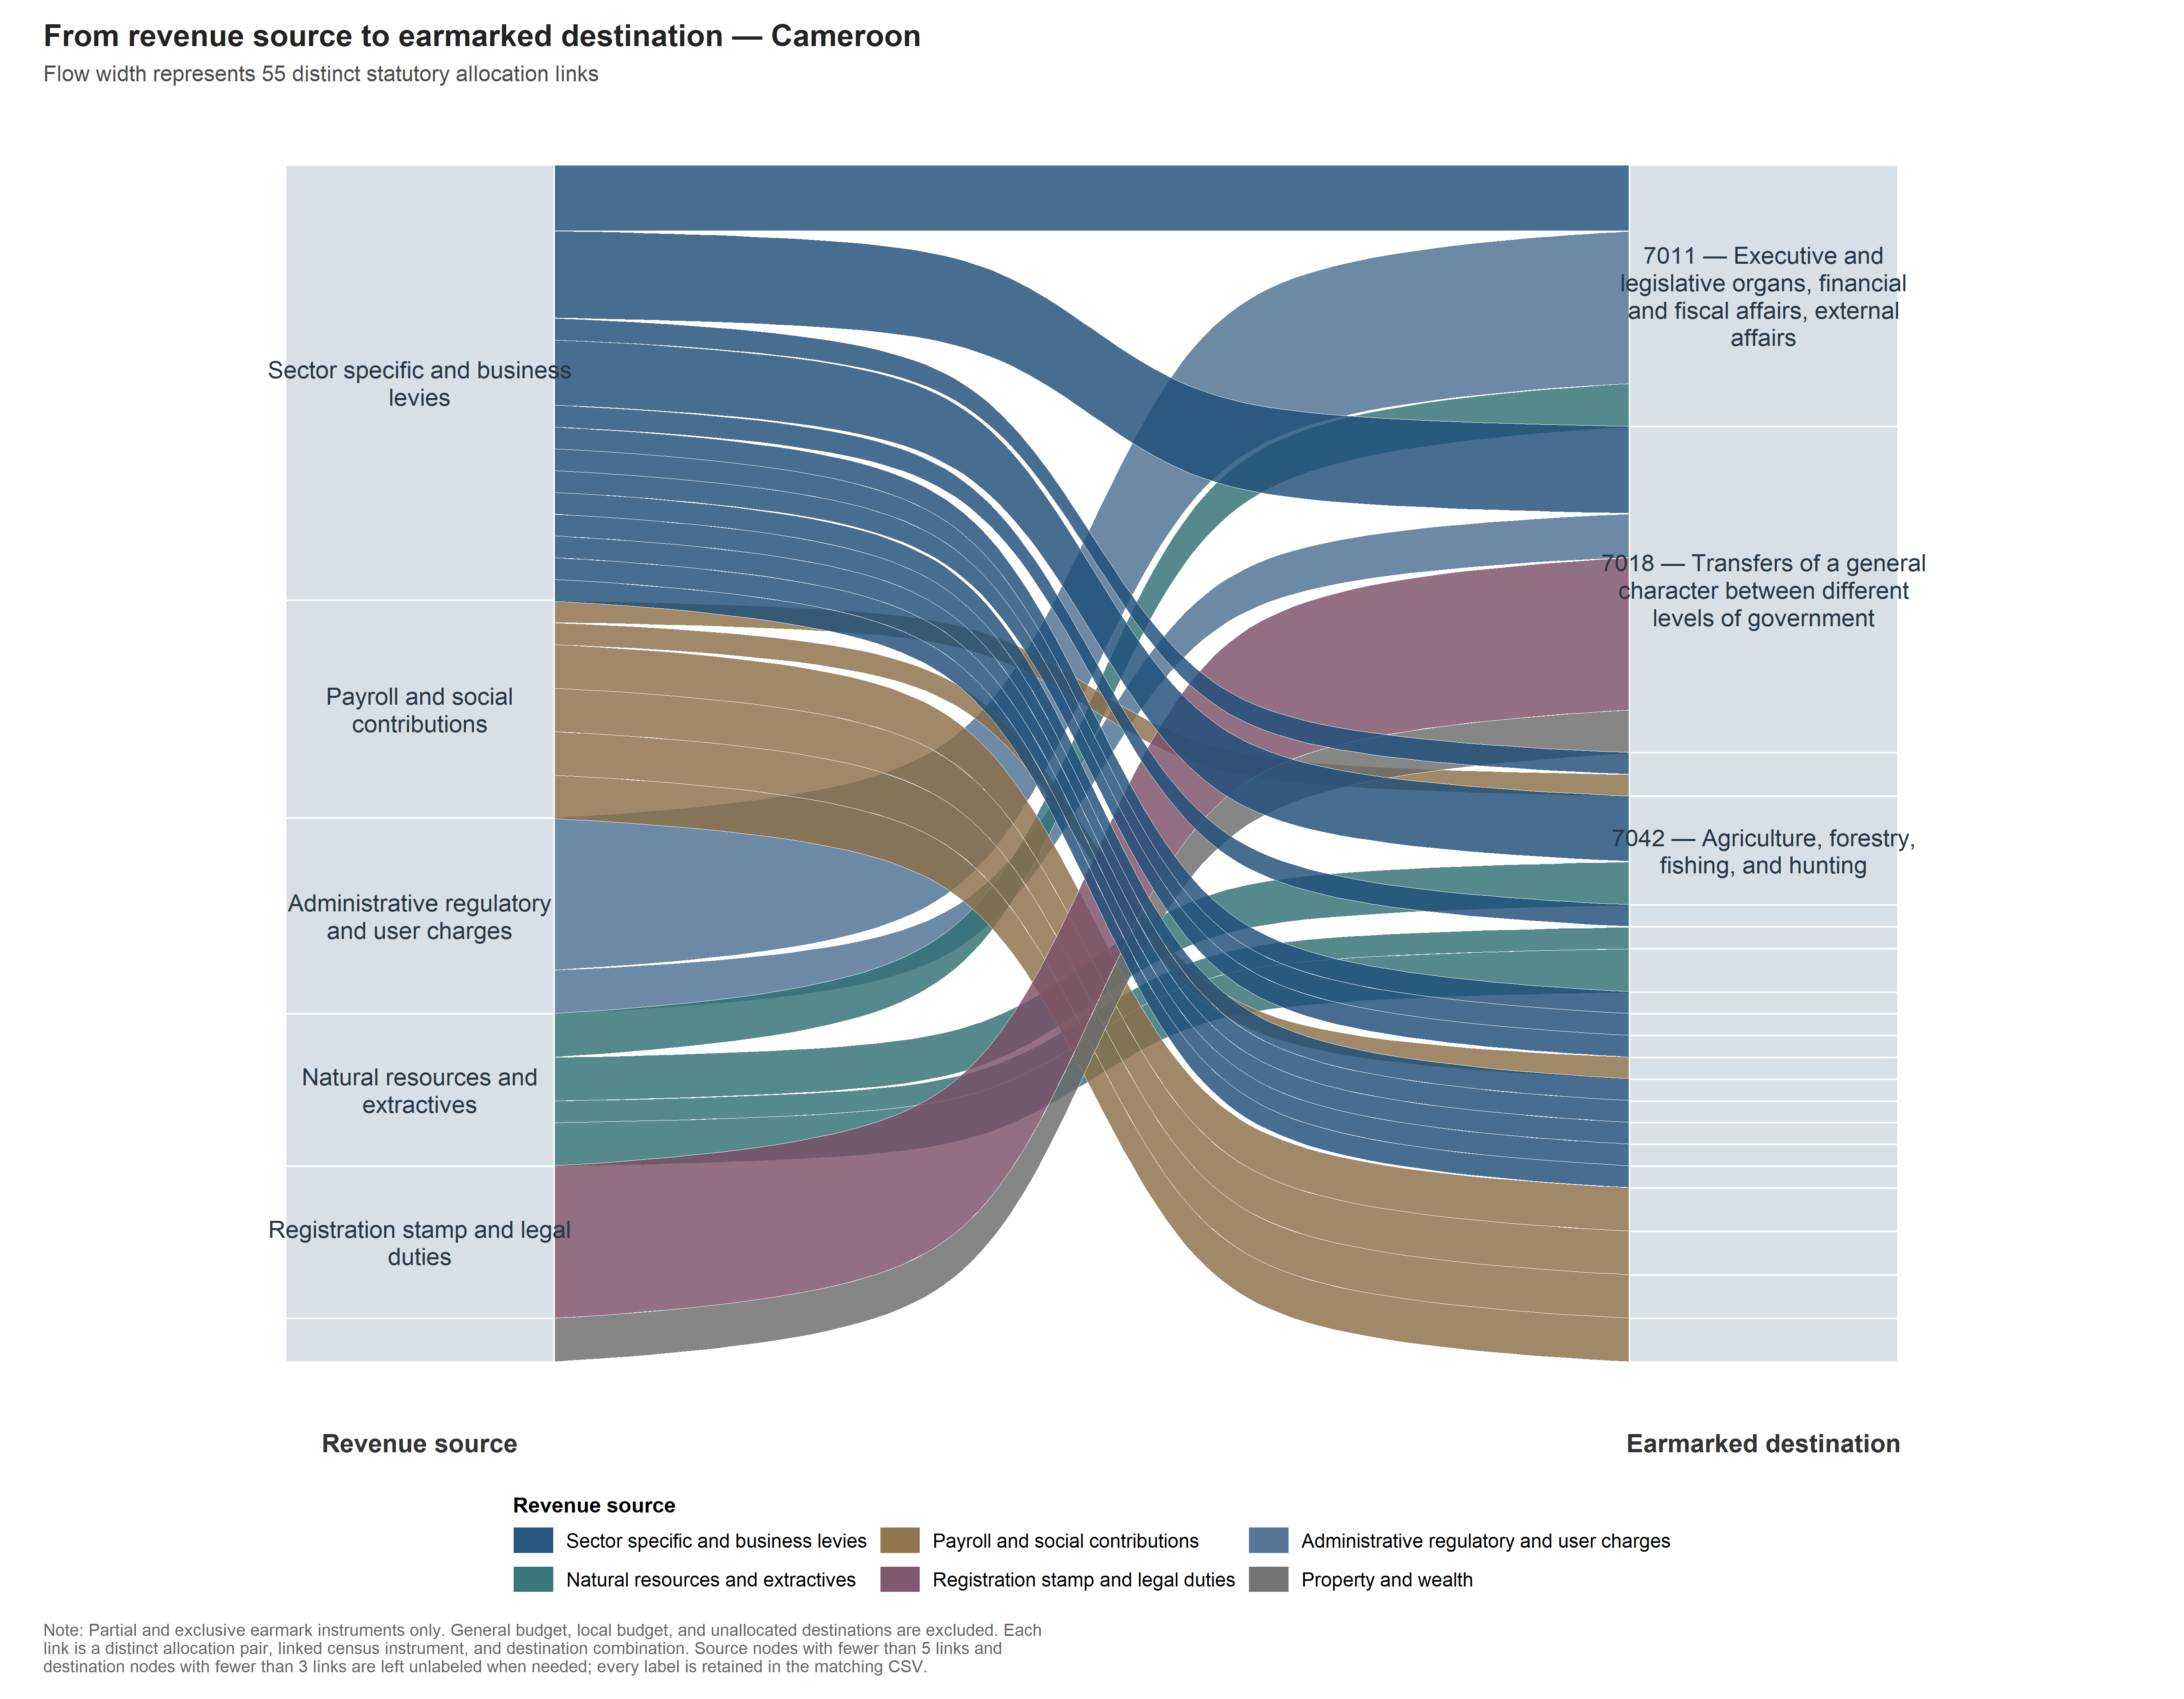 From revenue source to earmarked destination — Cameroon
Flow width represents 55 distinct statutory allocation links
Sector specific and business
levies
Payroll and social
contributions
Administrative regulatory
and user charges
Natural resources and
extractives
Registration stamp and legal
duties
7011 — Executive and
legislative organs, financial
and fiscal affairs, external
affairs
7018 — Transfers of a general
character between different
levels of government
7042 — Agriculture, forestry,
fishing, and hunting
Revenue source
Earmarked destination
Revenue source
Sector specific and business levies
Payroll and social contributions
Administrative regulatory and user charges
Natural resources and extractives
Registration stamp and legal duties
Property and wealth
Note: Partial and exclusive earmark instruments only. General budget, local budget, and unallocated destinations are excluded. Each
link is a distinct allocation pair, linked census instrument, and destination combination. Source nodes with fewer than 5 links and
destination nodes with fewer than 3 links are left unlabeled when needed; every label is retained in the matching CSV.